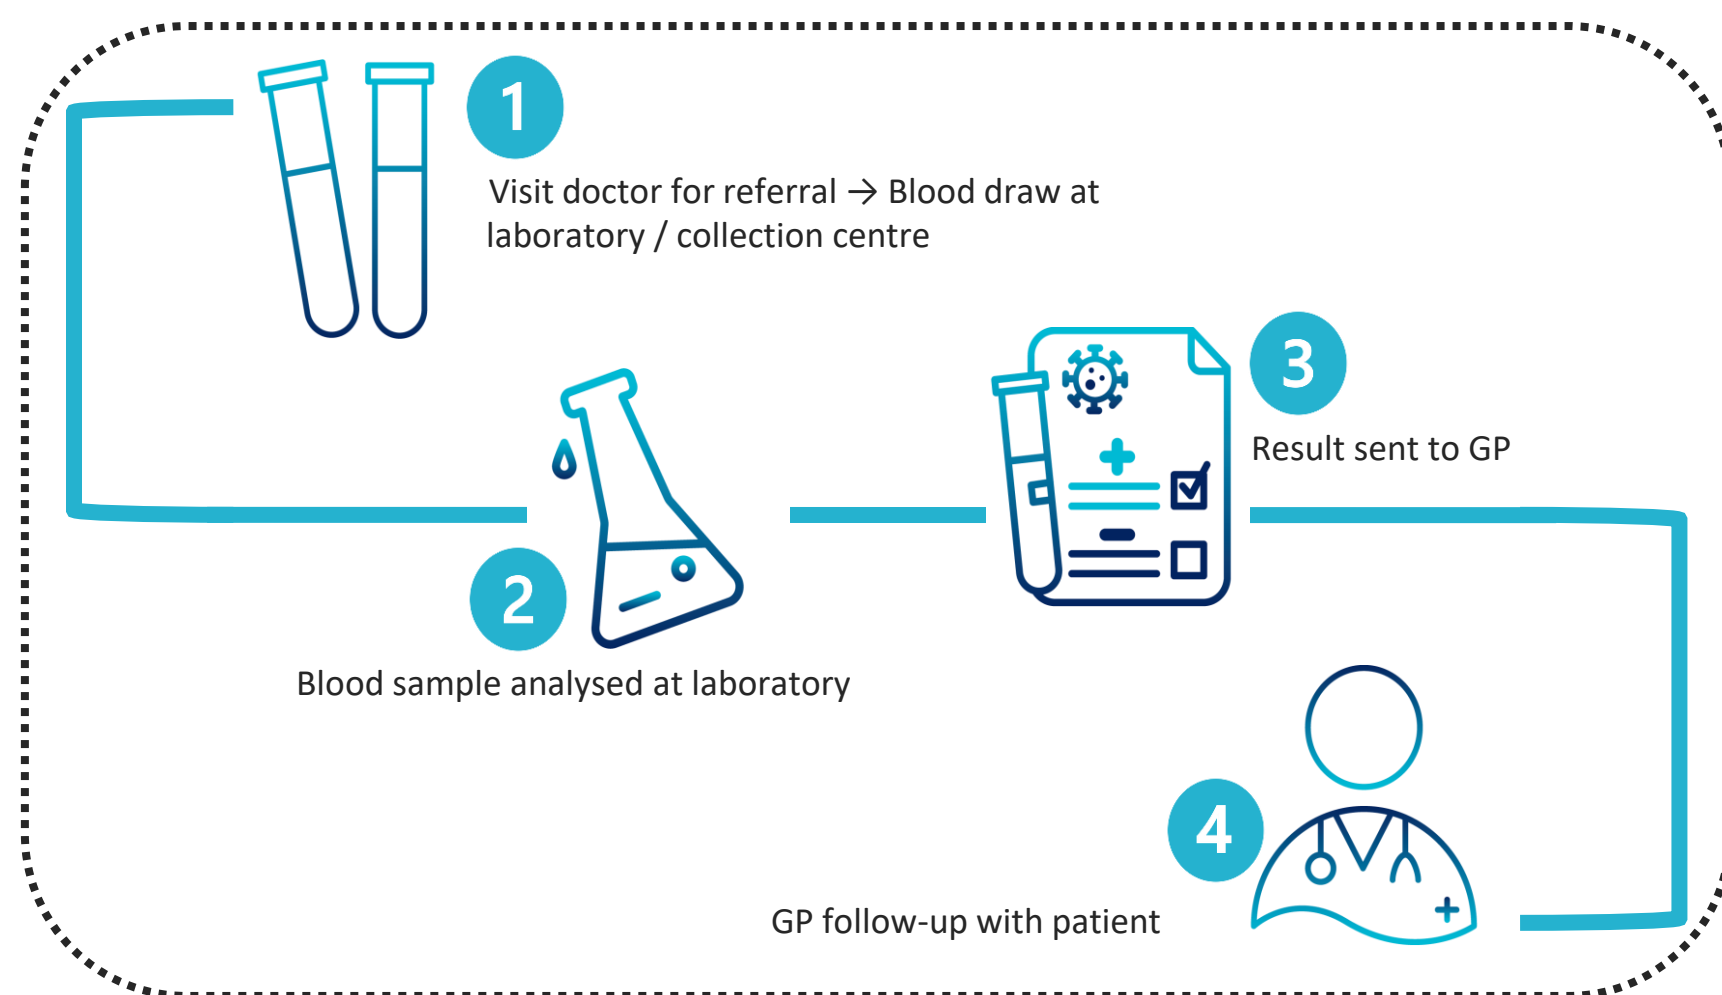 1
Visit doctor for referral → Blood draw at
laboratory / collection centre
2
Blood sample analysed at laboratory
3
Result sent to GP
4
GP follow-up with patient